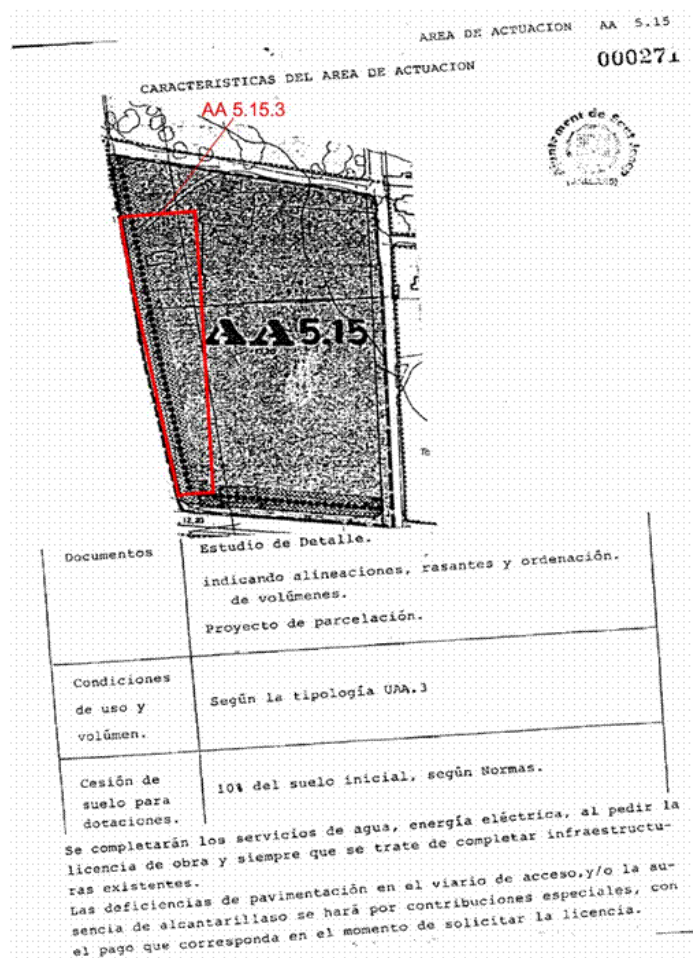 AREA DE ACTUACION AA 5.15
000271
CARACTERISTICAS DEL AREA DE ACTUACION
AA 5.15.3
AA 5,15
12,20
Documentos
Estudio de Detalle.
indicando alineaciones, rasantes y ordenación.
de volúmenes.
Proyecto de parcelación.
Condiciones
de uso y
volúmen.
Según la tipología UAA.3
Cesión de
suelo para
dotaciones.
10% del suelo inicial, según Normas.
Se completarán los servicios de agua, energía eléctrica, al pedir la
licencia de obra y siempre que se trate de completar infraestructu-
ras existentes.
Las deficiencias de pavimentación en el viario de acceso,y/o la au-
sencia de alcantarillaso se hará por contribuciones especiales, con
el pago que corresponda en el momento de solicitar la licencia.